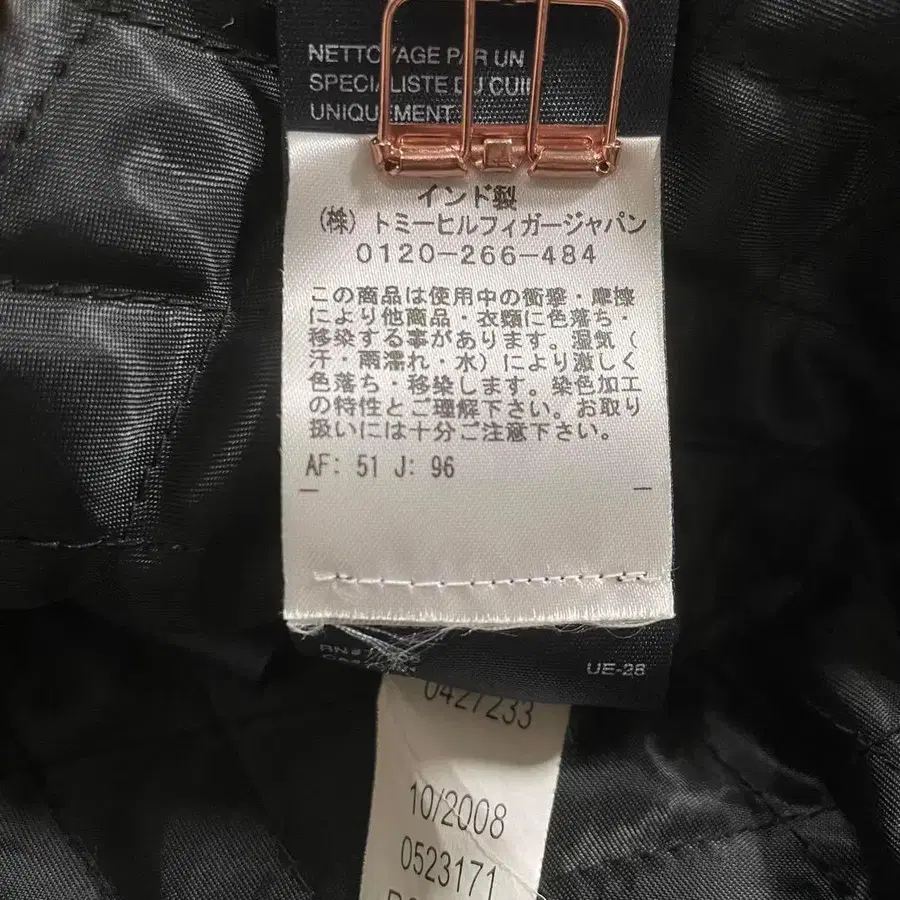 NETTOYAGE PAR UN
SPECIALISTE DU CUI
UNIQUEMENT
インド製
(株) トミーヒルフィガージャパン
0120-266-484
この商品は使用中の衝撃・摩擦
により他商品・衣類に色落ち・
移染する事があります。湿気(
汗・雨濡れ・水)により激しく
色落ち・移染します。染色加工
の特性とご理解下さい。お取り
扱いには十分ご注意下さい。
AF: 51 J: 96
UE-28
0427233
10/2008
0523171